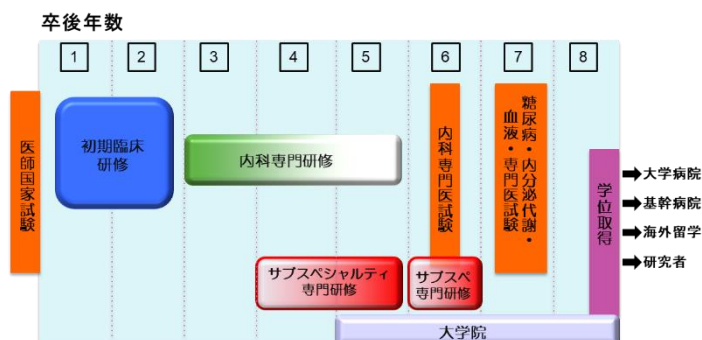 卒後年数
1 2 3 4 5 6 7 8
医師国家試験
初期臨床
研修
内科専門研修
サブスペシャルティ
専門研修
内科専門医試験
サブスペ
専門研修
糖尿病・内分泌代謝・
血液・専門医試験
大学院
学位取得
➡大学病院
➡基幹病院
➡海外留学
➡研究者